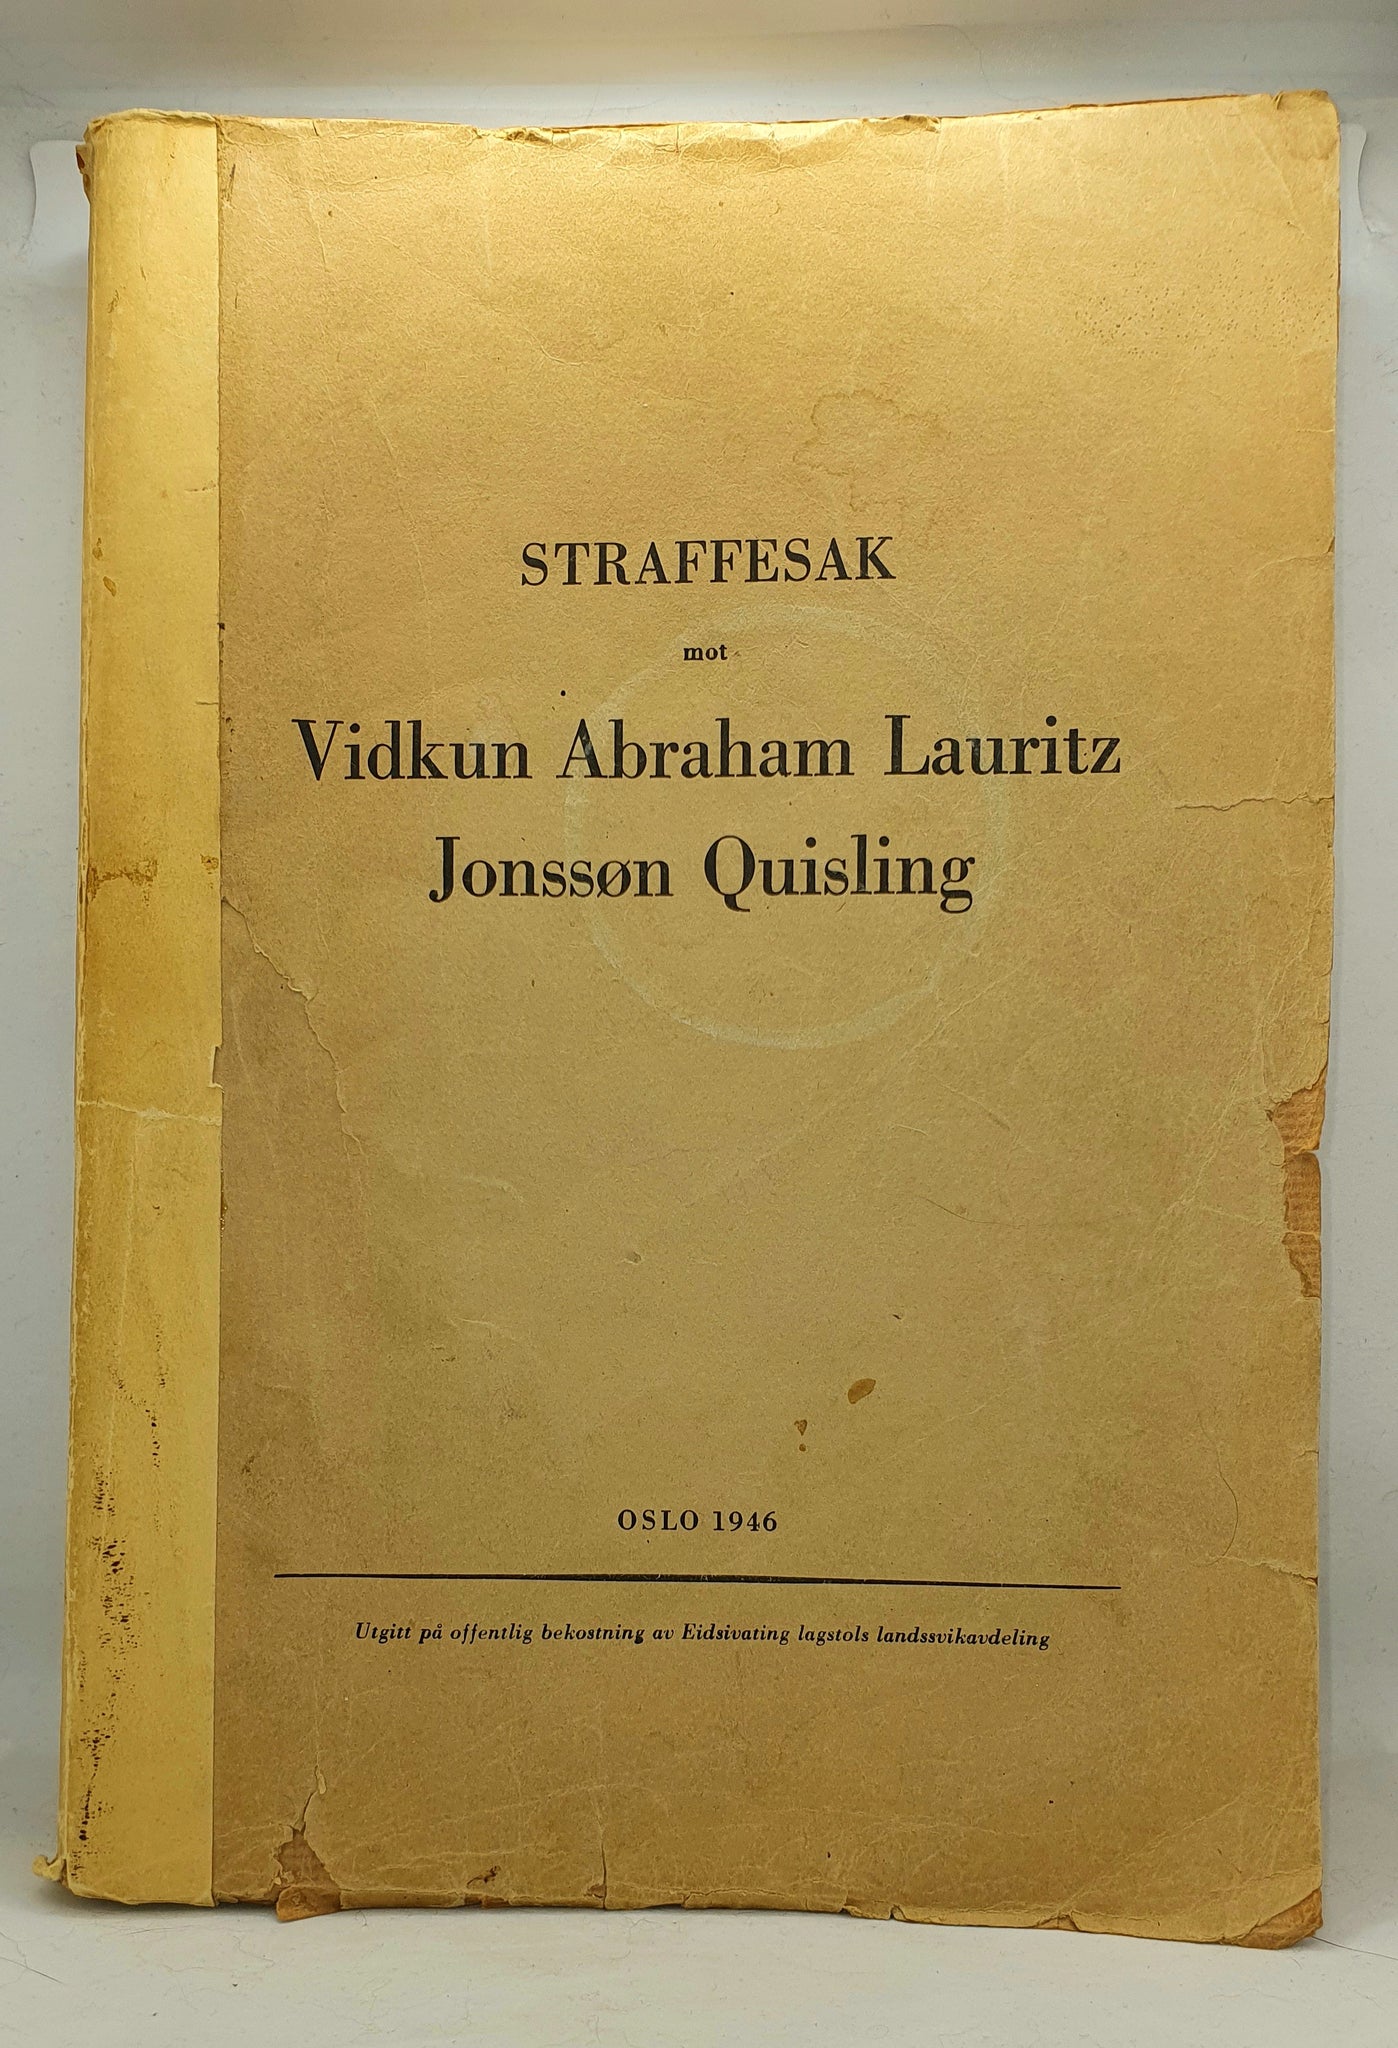 STRAFFESAK
mot
Vidkun Abraham Lauritz
Jonssøn Quisling
OSLO 1946
Utgitt på offentlig bekostning av Eidsivating lagstols landssvikavdeling